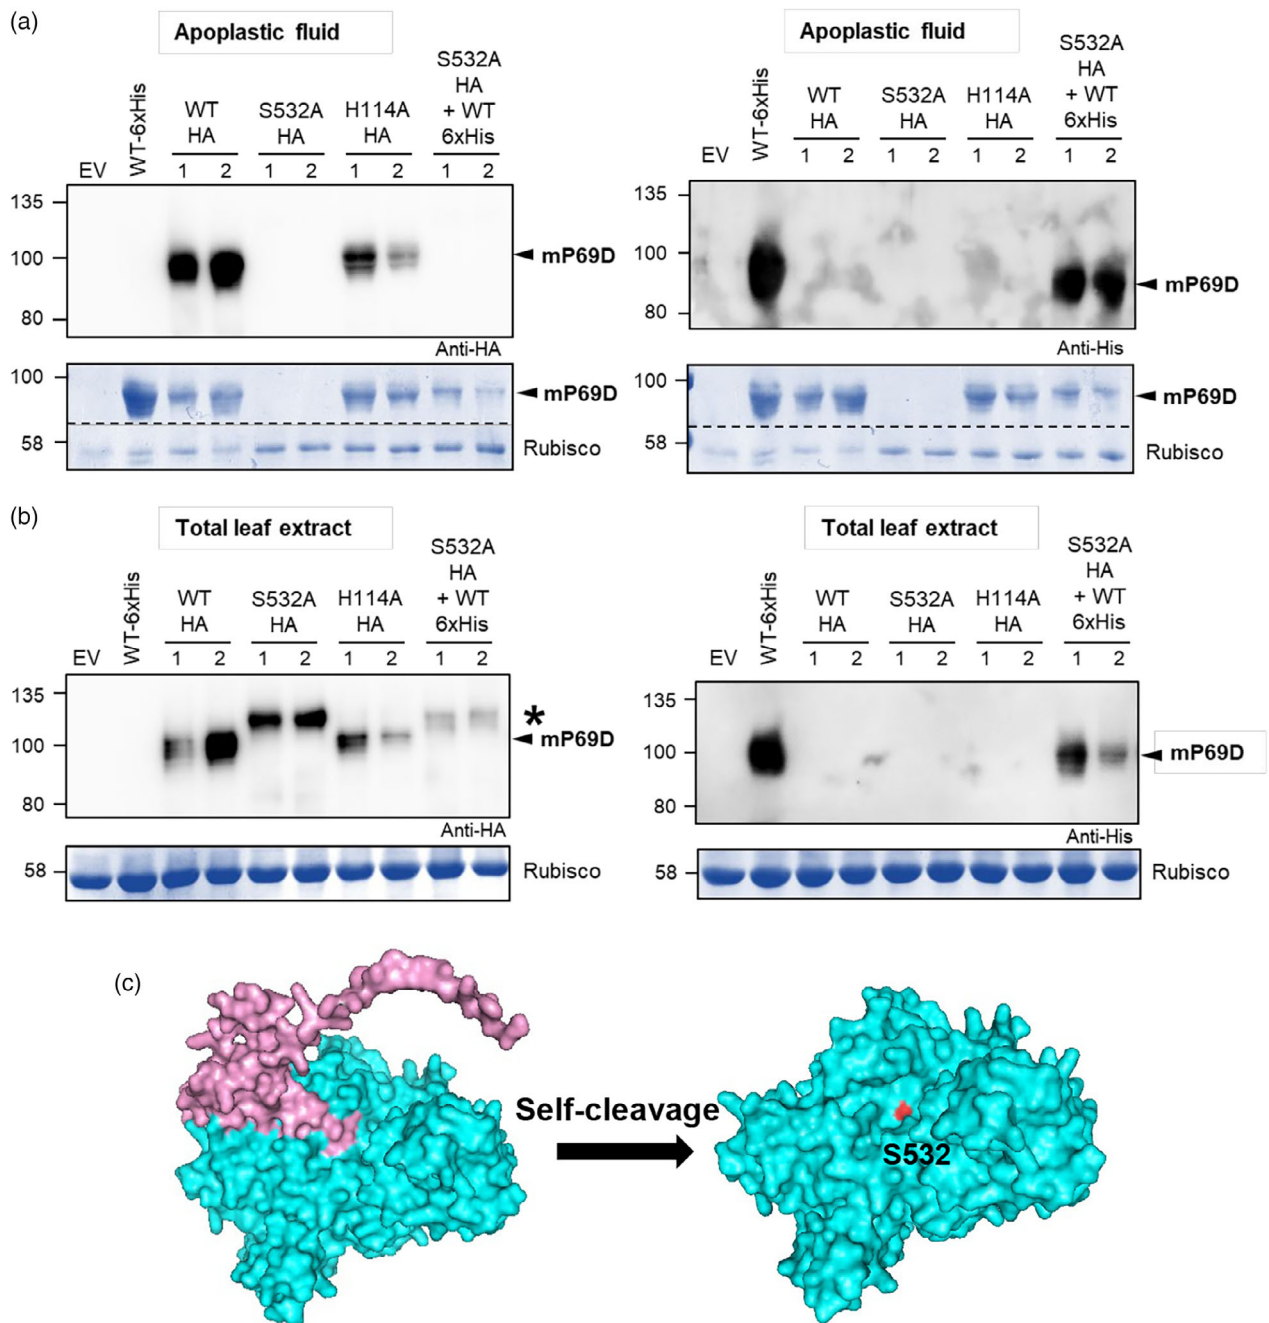 (a)
Apoplastic fluid
EV
WT-6xHis
WT
HA
S532A
HA
H114A
HA
S532A
HA
+ WT
6xHis
1 2 1 2 1 2 1 2
135
100
80
mP69D
Anti-HA
100
58
mP69D
Rubisco
Apoplastic fluid
EV
WT-6xHis
WT
HA
S532A
HA
H114A
HA
S532A
HA
+ WT
6xHis
1 2 1 2 1 2 1 2
135
100
80
mP69D
Anti-His
100
58
mP69D
Rubisco
(b)
Total leaf extract
EV
WT-6xHis
WT
HA
S532A
HA
H114A
HA
S532A
HA
+ WT
6xHis
1 2 1 2 1 2 1 2
135
100
80
*
mP69D
Anti-HA
58
Rubisco
Total leaf extract
EV
WT-6xHis
WT
HA
S532A
HA
H114A
HA
S532A
HA
+ WT
6xHis
1 2 1 2 1 2 1 2
135
100
80
mP69D
Anti-His
58
Rubisco
(c)
Self-cleavage
S532